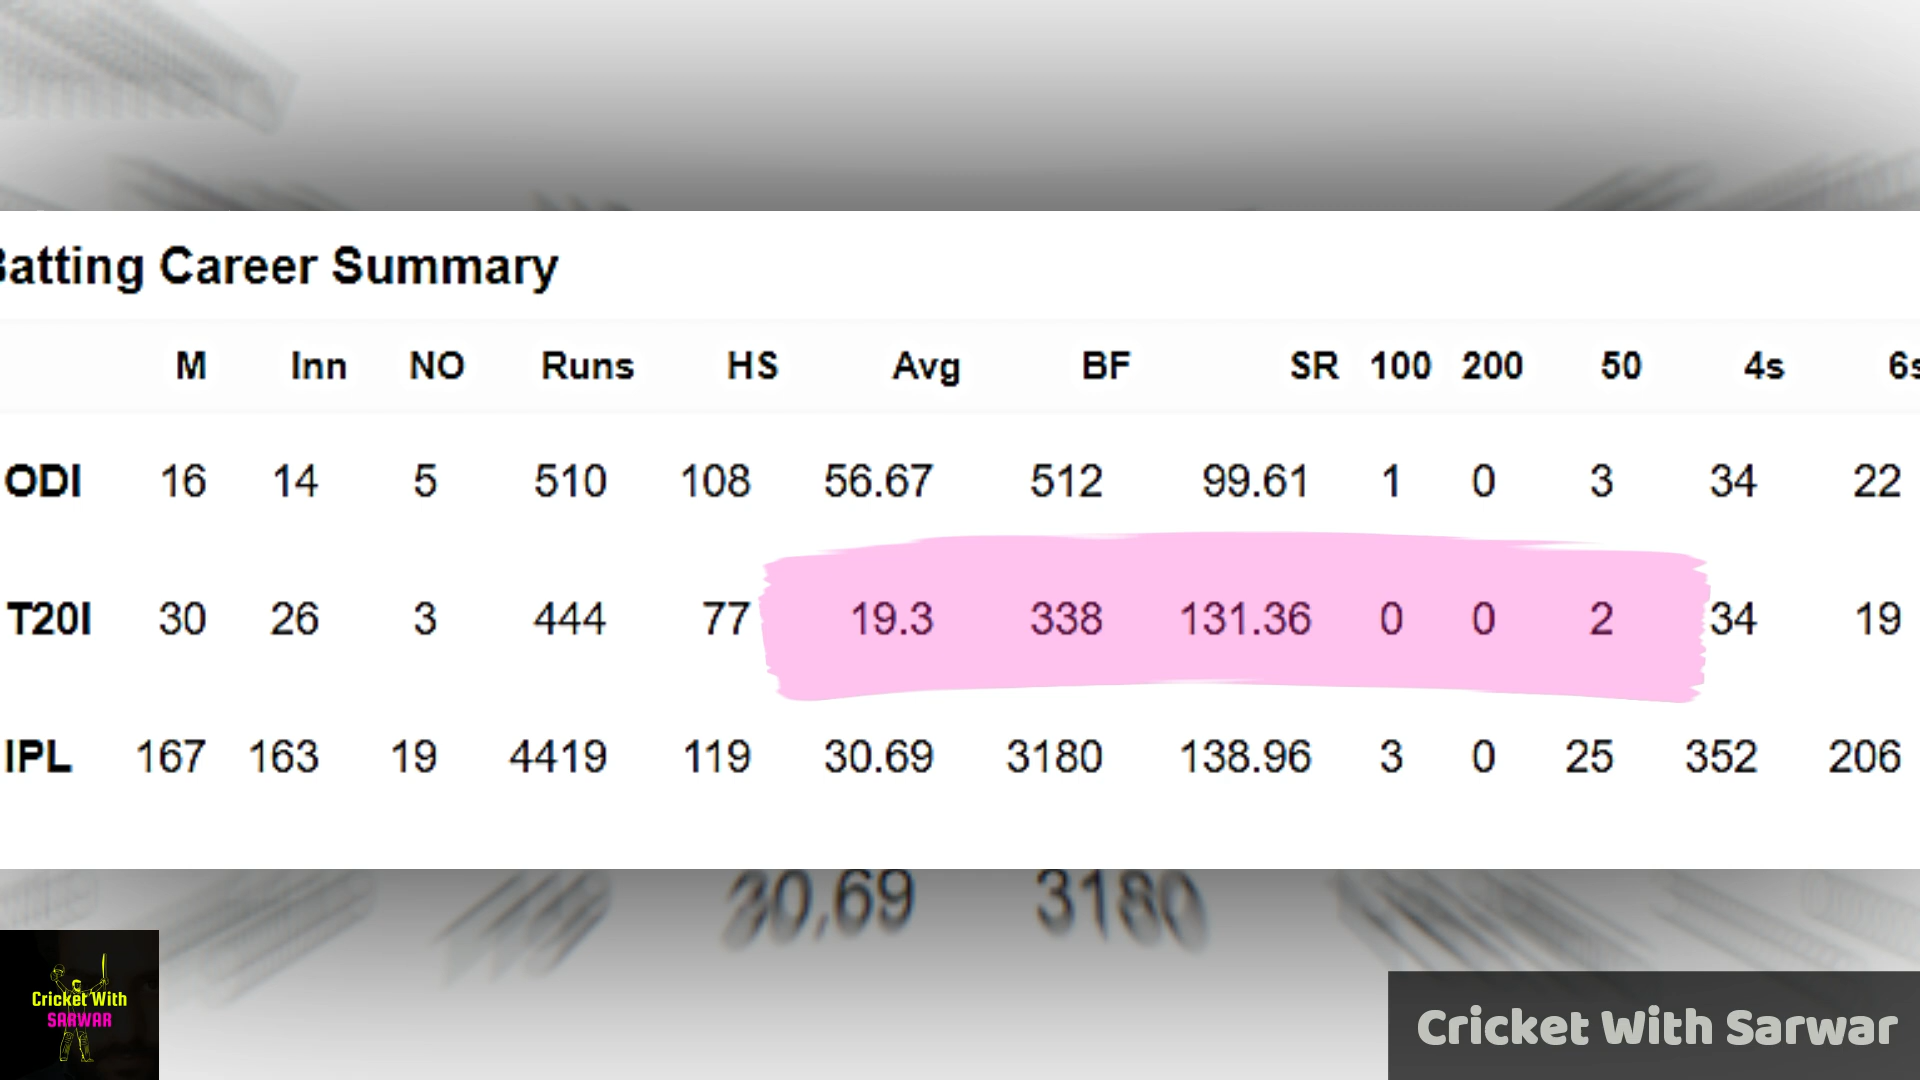 Batting Career Summary
M Inn NO Runs HS Avg BF SR 100 200 50 4s 6s
ODI 16 14 5 510 108 56.67 512 99.61 1 0 3 34 22
T20I 30 26 3 444 77 19.3 338 131.36 0 0 2 34 19
IPL 167 163 19 4419 119 30.69 3180 138.96 3 0 25 352 206
30.69 3180
Cricket With
SARWAR
Cricket With Sarwar